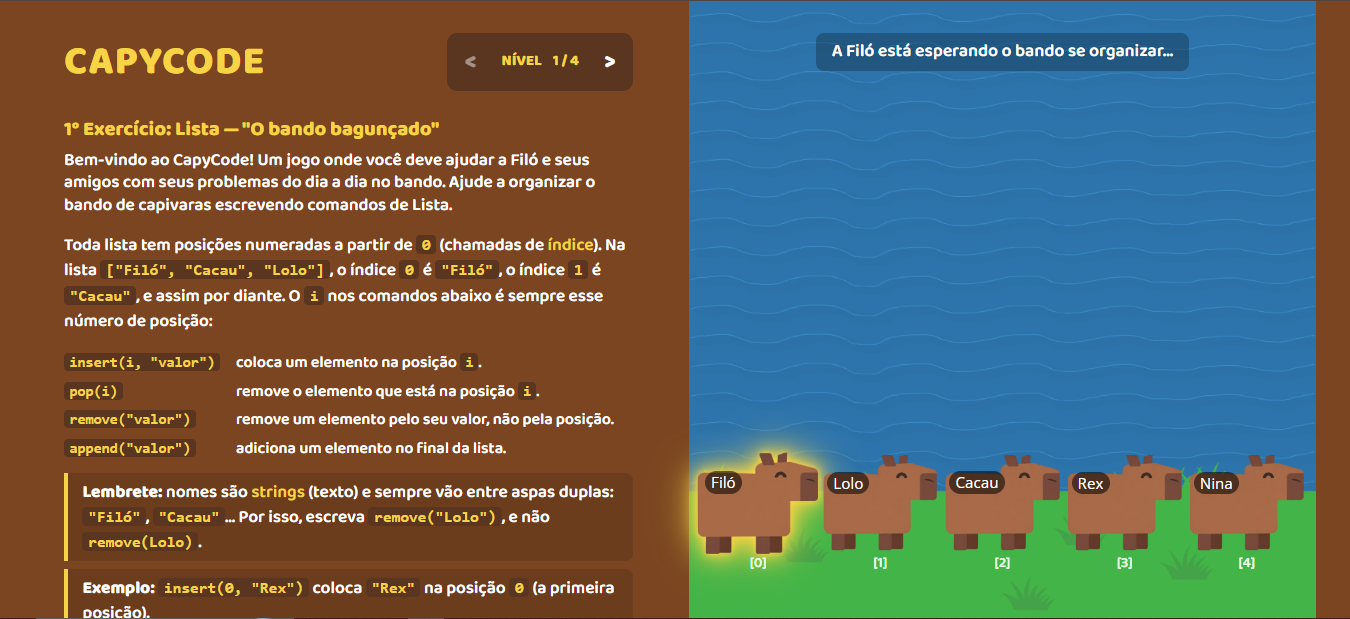 CAPYCODE
< NÍVEL 1 / 4 >
1º Exercício: Lista — "O bando bagunçado"
Bem-vindo ao CapyCode! Um jogo onde você deve ajudar a Filó e seus
amigos com seus problemas do dia a dia no bando. Ajude a organizar o
bando de capivaras escrevendo comandos de Lista.
Toda lista tem posições numeradas a partir de 0 (chamadas de índice). Na
lista ["Filó", "Cacau", "Lolo"], o índice 0 é "Filó", o índice 1 é
"Cacau", e assim por diante. O i nos comandos abaixo é sempre esse
número de posição:
insert(i, "valor") coloca um elemento na posição i.
pop(i) remove o elemento que está na posição i.
remove("valor") remove um elemento pelo seu valor, não pela posição.
append("valor") adiciona um elemento no final da lista.
Lembrete: nomes são strings (texto) e sempre vão entre aspas duplas:
"Filó", "Cacau"... Por isso, escreva remove("Lolo"), e não
remove(Lolo).
Exemplo: insert(0, "Rex") coloca "Rex" na posição 0 (a primeira
posição).
A Filó está esperando o bando se organizar...
Filó Lolo Cacau Rex Nina
[0] [1] [2] [3] [4]